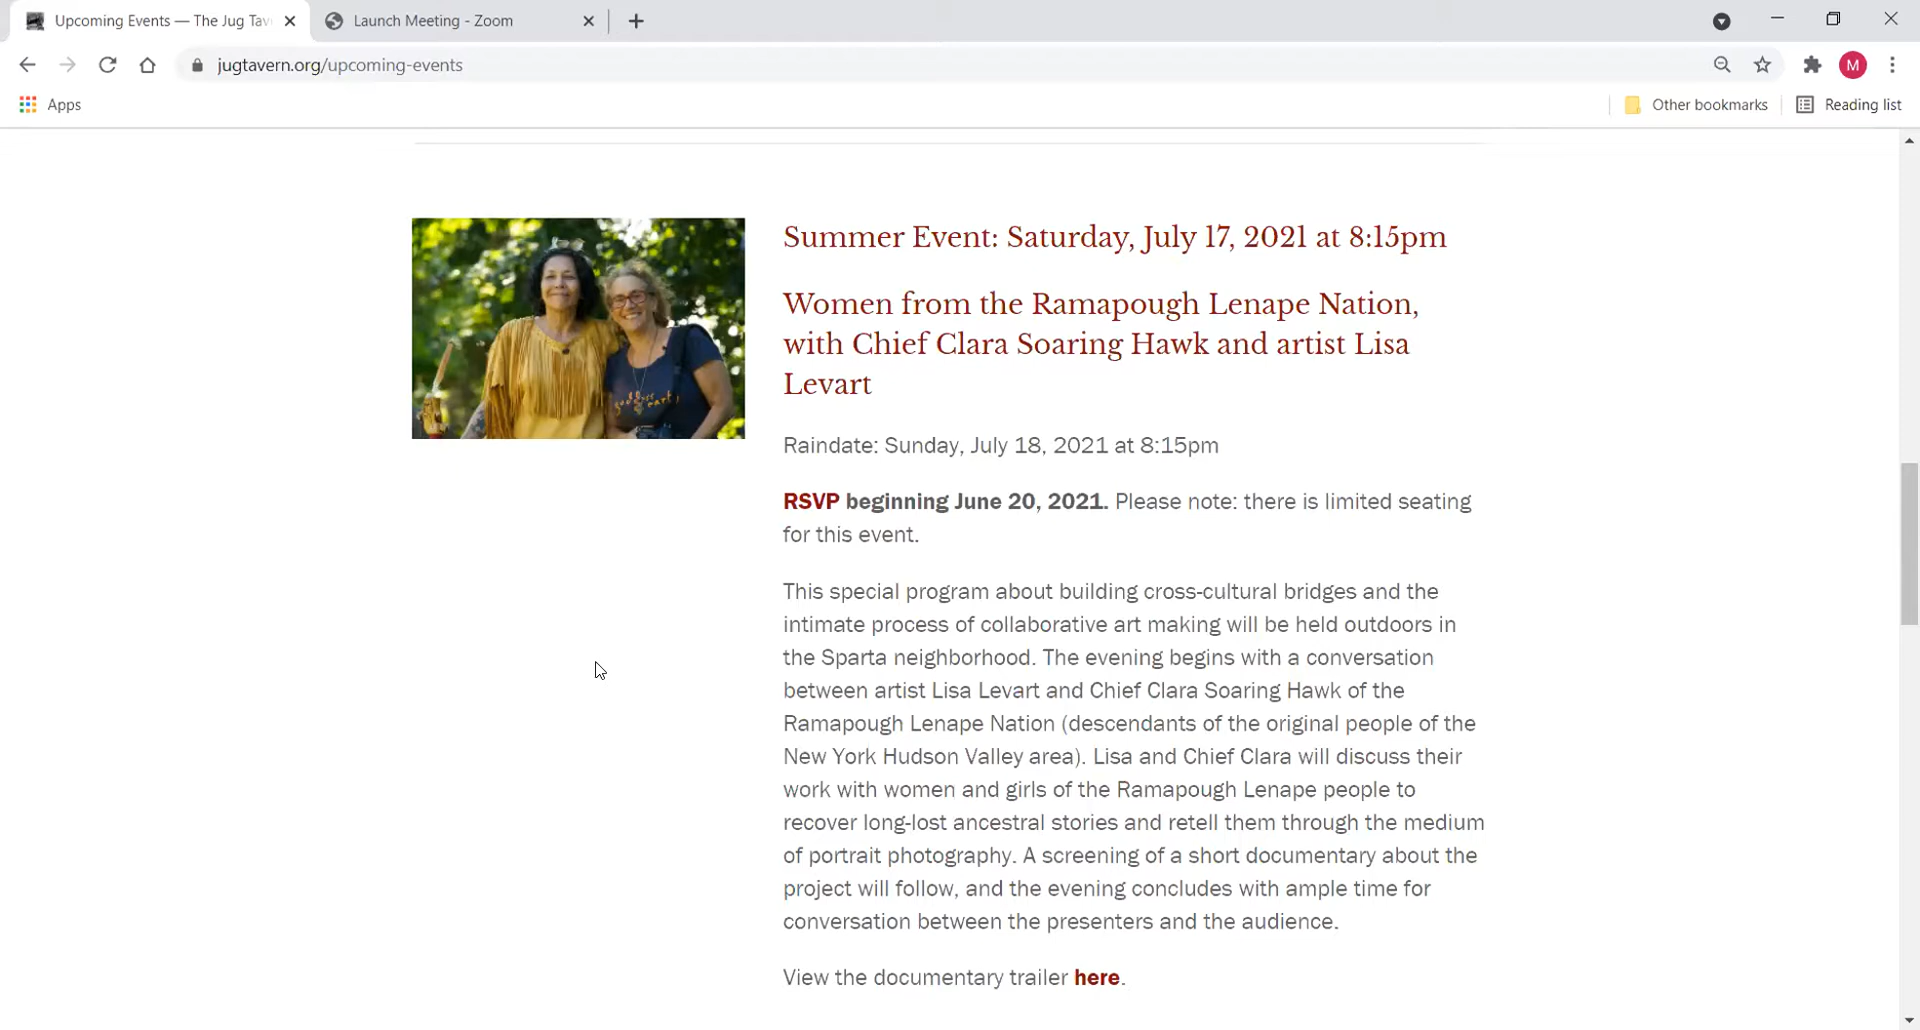 Upcoming Events — The Jug Tav
Launch Meeting - Zoom
jugtavern.org/upcoming-events
M
Apps
Other bookmarks
Reading list
Summer Event: Saturday, July 17, 2021 at 8:15pm
Women from the Ramapough Lenape Nation,
with Chief Clara Soaring Hawk and artist Lisa
Levart
Raindate: Sunday, July 18, 2021 at 8:15pm
RSVP beginning June 20, 2021. Please note: there is limited seating
for this event.
This special program about building cross-cultural bridges and the
intimate process of collaborative art making will be held outdoors in
the Sparta neighborhood. The evening begins with a conversation
between artist Lisa Levart and Chief Clara Soaring Hawk of the
Ramapough Lenape Nation (descendants of the original people of the
New York Hudson Valley area). Lisa and Chief Clara will discuss their
work with women and girls of the Ramapough Lenape people to
recover long-lost ancestral stories and retell them through the medium
of portrait photography. A screening of a short documentary about the
project will follow, and the evening concludes with ample time for
conversation between the presenters and the audience.
View the documentary trailer here.